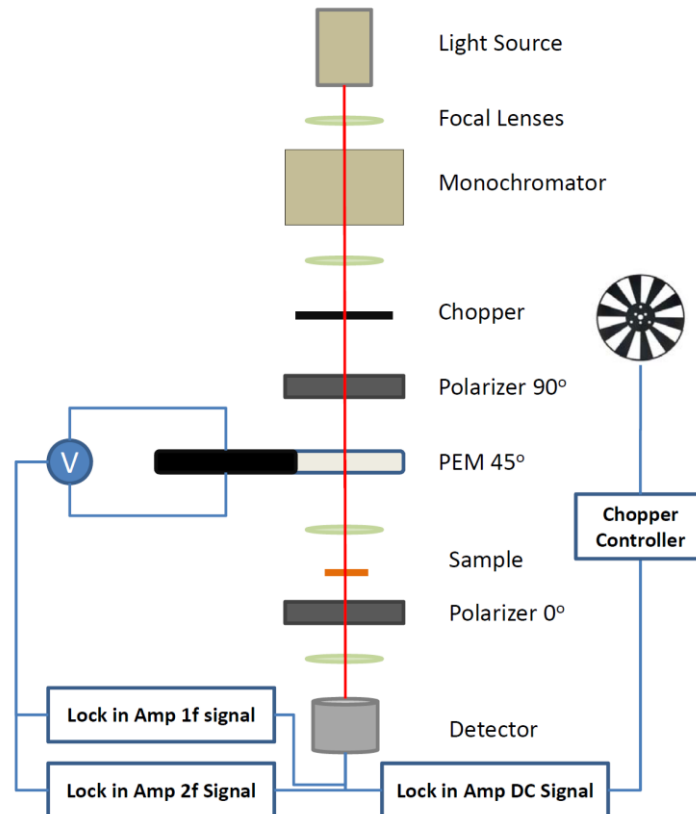 Light Source
Focal Lenses
Monochromator
Chopper
Polarizer 90°
V
PEM 45°
Chopper
Controller
Sample
Polarizer 0°
Lock in Amp 1f signal
Detector
Lock in Amp 2f Signal
Lock in Amp DC Signal